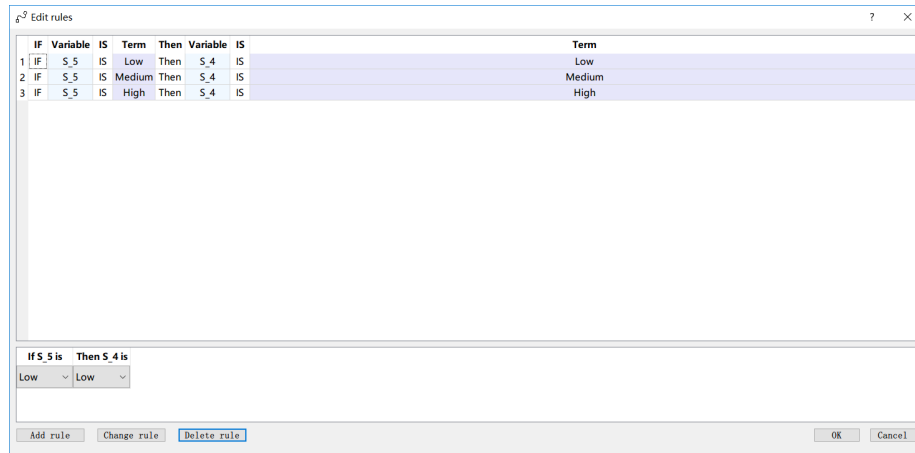 Edit rules ? ×
IF Variable IS Term Then Variable IS Term
1 IF S_5 IS Low Then S_4 IS Low
2 IF S_5 IS Medium Then S_4 IS Medium
3 IF S_5 IS High Then S_4 IS High
If S_5 is Then S_4 is
Low Low
Add rule Change rule Delete rule OK Cancel